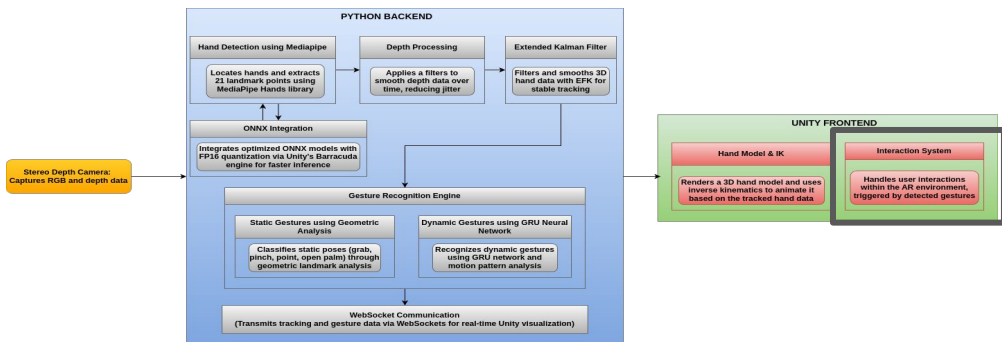 PYTHON BACKEND
Hand Detection using Mediapipe
Locates hands and extracts
21 landmark points using
MediaPipe Hands library
Depth Processing
Applies a filters to
smooth depth data over
time, reducing jitter
Extended Kalman Filter
Filters and smooths 3D
hand data with EFK for
stable tracking
ONNX Integration
Integrates optimized ONNX models with
FP16 quantization via Unity's Barracuda
engine for faster inference
Stereo Depth Camera:
Captures RGB and depth data
Gesture Recognition Engine
Static Gestures using Geometric
Analysis
Classifies static poses (grab,
pinch, point, open palm) through
geometric landmark analysis
Dynamic Gestures using GRU Neural
Network
Recognizes dynamic gestures
using GRU network and
motion pattern analysis
WebSocket Communication
(Transmits tracking and gesture data via WebSockets for real-time Unity visualization)
UNITY FRONTEND
Hand Model & IK
Renders a 3D hand model and uses
inverse kinematics to animate it
based on the tracked hand data
Interaction System
Handles user interactions
within the AR environment,
triggered by detected gestures